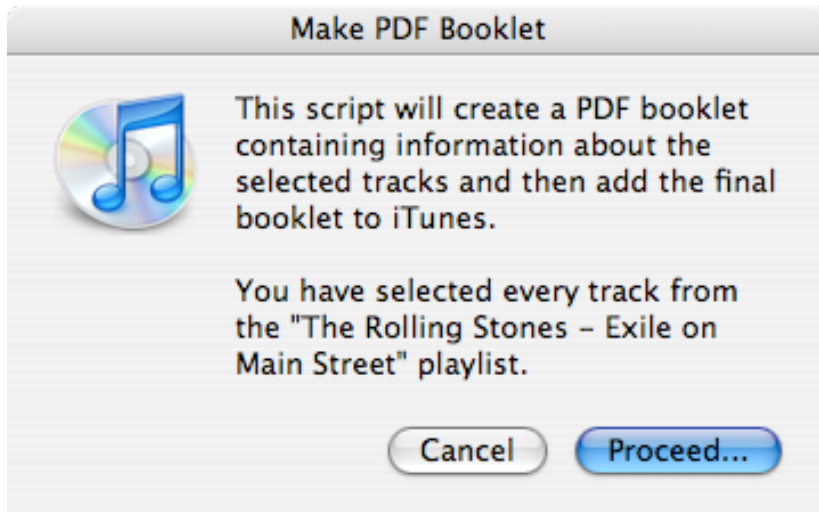 Make PDF Booklet
This script will create a PDF booklet
containing information about the
selected tracks and then add the final
booklet to iTunes.
You have selected every track from
the "The Rolling Stones – Exile on
Main Street" playlist.
Cancel
Proceed...